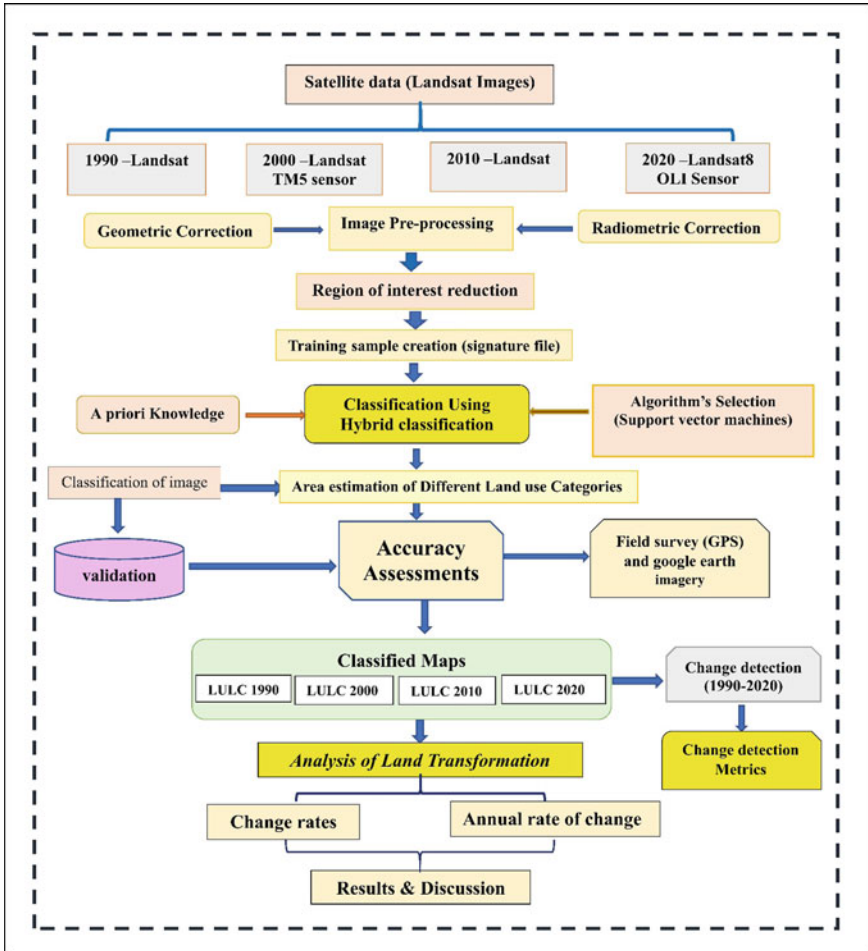 Satellite data (Landsat Images)
1990 –Landsat
2000 –Landsat
TM5 sensor
2010 –Landsat
2020 –Landsat8
OLI Sensor
Geometric Correction
Image Pre-processing
Radiometric Correction
Region of interest reduction
Training sample creation (signature file)
A priori Knowledge
Classification Using
Hybrid classification
Algorithm's Selection
(Support vector machines)
Classification of image
Area estimation of Different Land use Categories
validation
Accuracy
Assessments
Field survey (GPS)
and google earth
imagery
Classified Maps
LULC 1990
LULC 2000
LULC 2010
LULC 2020
Change detection
(1990-2020)
Change detection
Metrics
Analysis of Land Transformation
Change rates
Annual rate of change
Results & Discussion